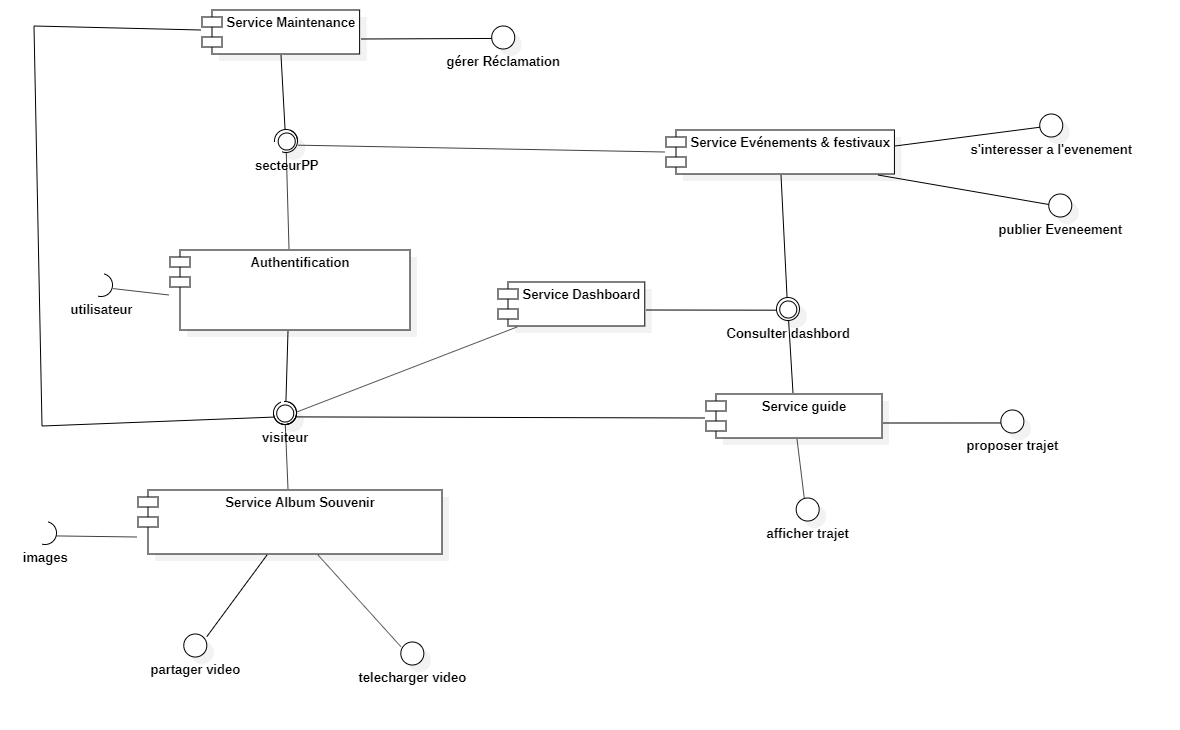 Service Maintenance
gérer Réclamation
s'interesser a l'evenement
Service Evénements & festivaux
secteurPP
publier Eveneement
Authentification
utilisateur
Service Dashboard
Consulter dashbord
Service guide
visiteur
proposer trajet
Service Album Souvenir
afficher trajet
images
partager video
telecharger video